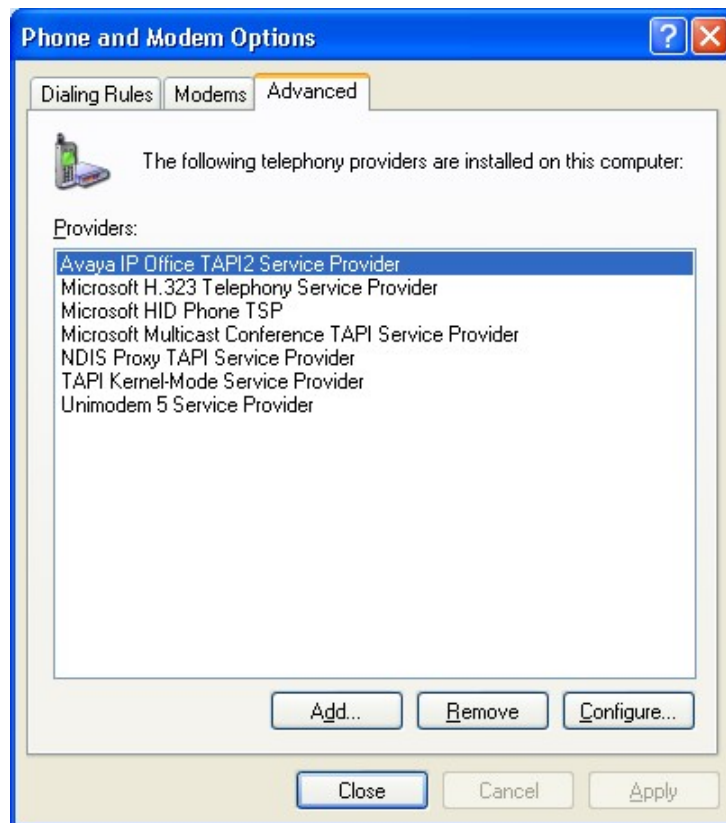 Phone and Modem Options
Dialing Rules
Modems
Advanced
The following telephony providers are installed on this computer:
Providers:
Avaya IP Office TAPI2 Service Provider
Microsoft H.323 Telephony Service Provider
Microsoft HID Phone TSP
Microsoft Multicast Conference TAPI Service Provider
NDIS Proxy TAPI Service Provider
TAPI Kernel-Mode Service Provider
Unimodem 5 Service Provider
Add... Remove Configure...
Close Cancel Apply